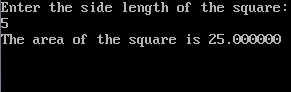 Enter the side length of the square:
5
The area of the square is 25.000000